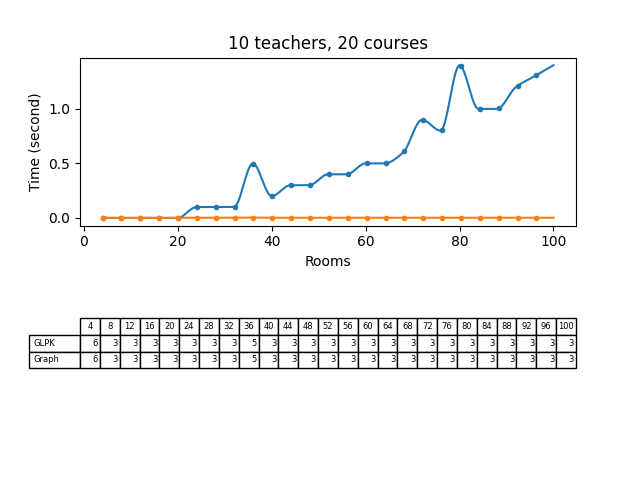 10 teachers, 20 courses
Time (second)
1.0
0.5
0.0
0 20 40 60 80 100
Rooms
4 8 12 16 20 24 28 32 36 40 44 48 52 56 60 64 68 72 76 80 84 88 92 96 100
GLPK 6 3 3 3 3 3 3 3 5 3 3 3 3 3 3 3 3 3 3 3 3 3 3 3 3
Graph 6 3 3 3 3 3 3 3 5 3 3 3 3 3 3 3 3 3 3 3 3 3 3 3 3